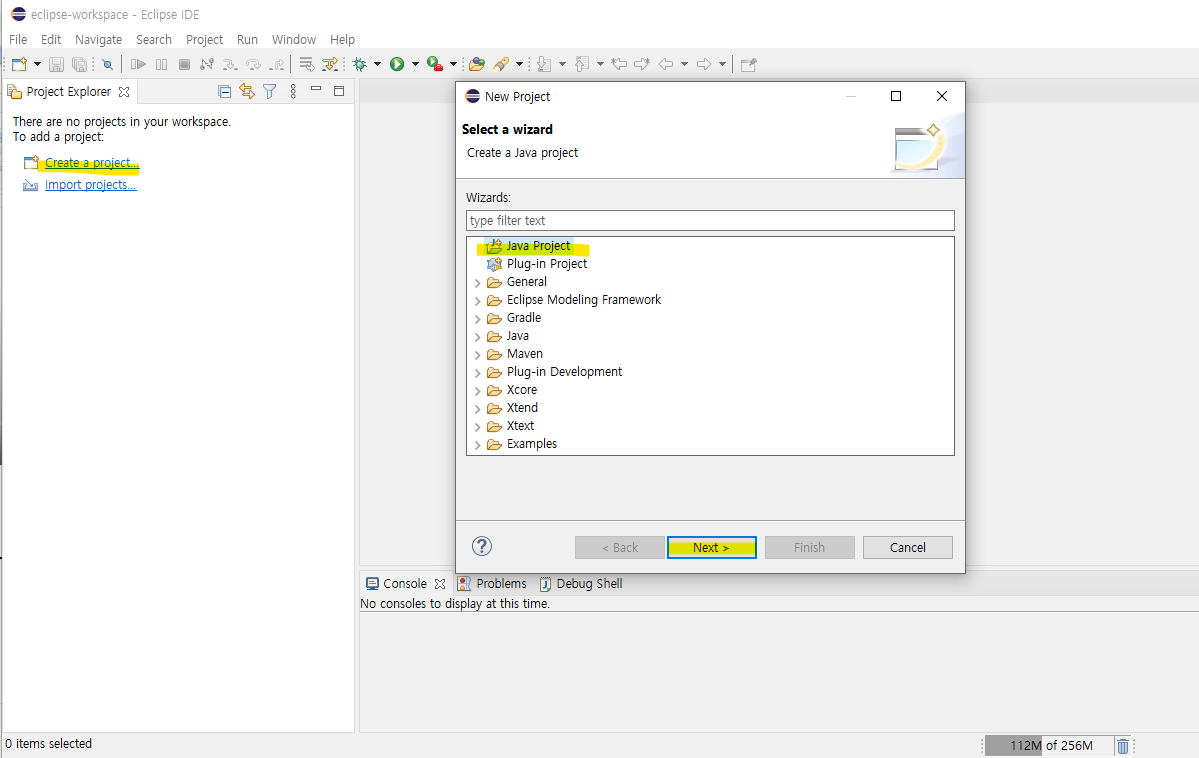 eclipse-workspace - Eclipse IDE
File Edit Navigate Search Project Run Window Help
Project Explorer
There are no projects in your workspace.
To add a project:
Create a project...
Import projects...
New Project
Select a wizard
Create a Java project
Wizards:
type filter text
Java Project
Plug-in Project
General
Eclipse Modeling Framework
Gradle
Java
Maven
Plug-in Development
Xcore
Xtend
Xtext
Examples
? < Back Next > Finish Cancel
Console Problems Debug Shell
No consoles to display at this time.
0 items selected
112M of 256M